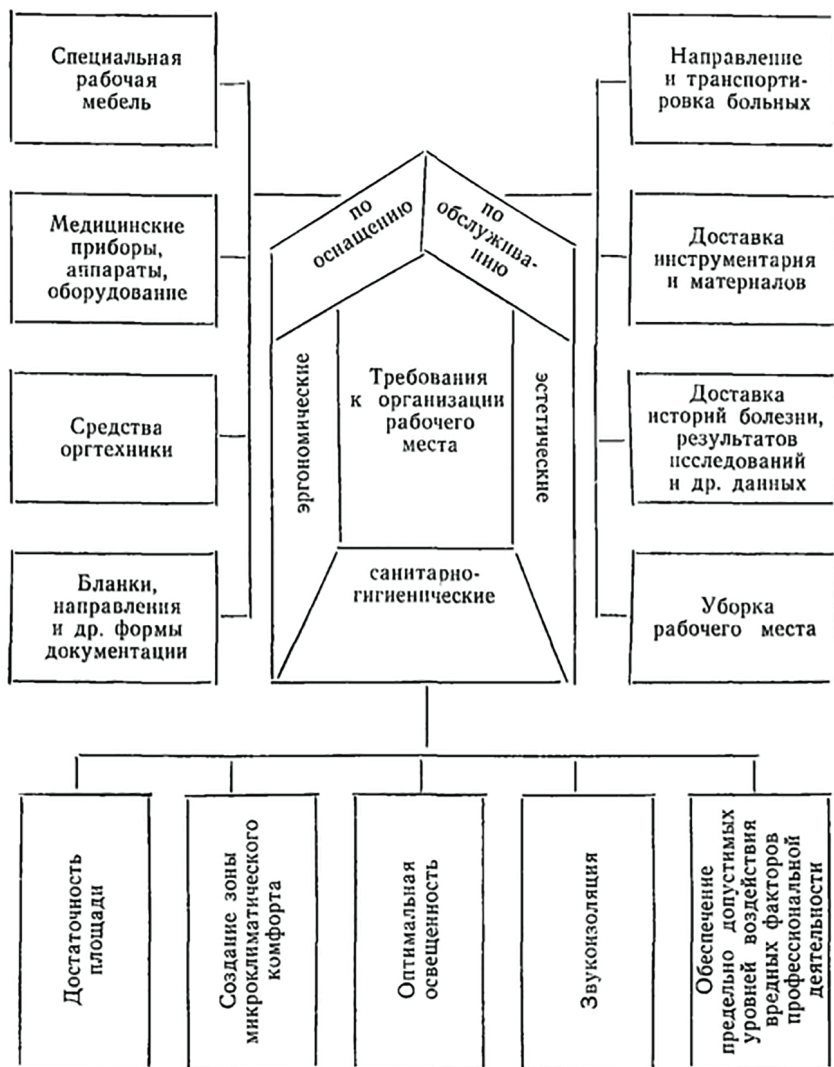 Специальная
рабочая
мебель
Медицинские
приборы,
аппараты,
оборудование
Средства
оргтехники
Бланки,
направления
и др. формы
документации
по
оснащению
по
обслужива-
нию
эргономические
Требования
к организации
рабочего
места
эстетические
санитарно-
гигиенические
Направление
и транспорти-
ровка больных
Доставка
инструментария
и материалов
Доставка
историй болезни,
результатов
исследований
и др. данных
Уборка
рабочего места
Достаточность
площади
Создание зоны
микроклиматического
комфорта
Оптимальная
освещенность
Звукоизоляция
Обеспечение
предельно допустимых
уровней воздействия
вредных факторов
профессиональной
деятельности